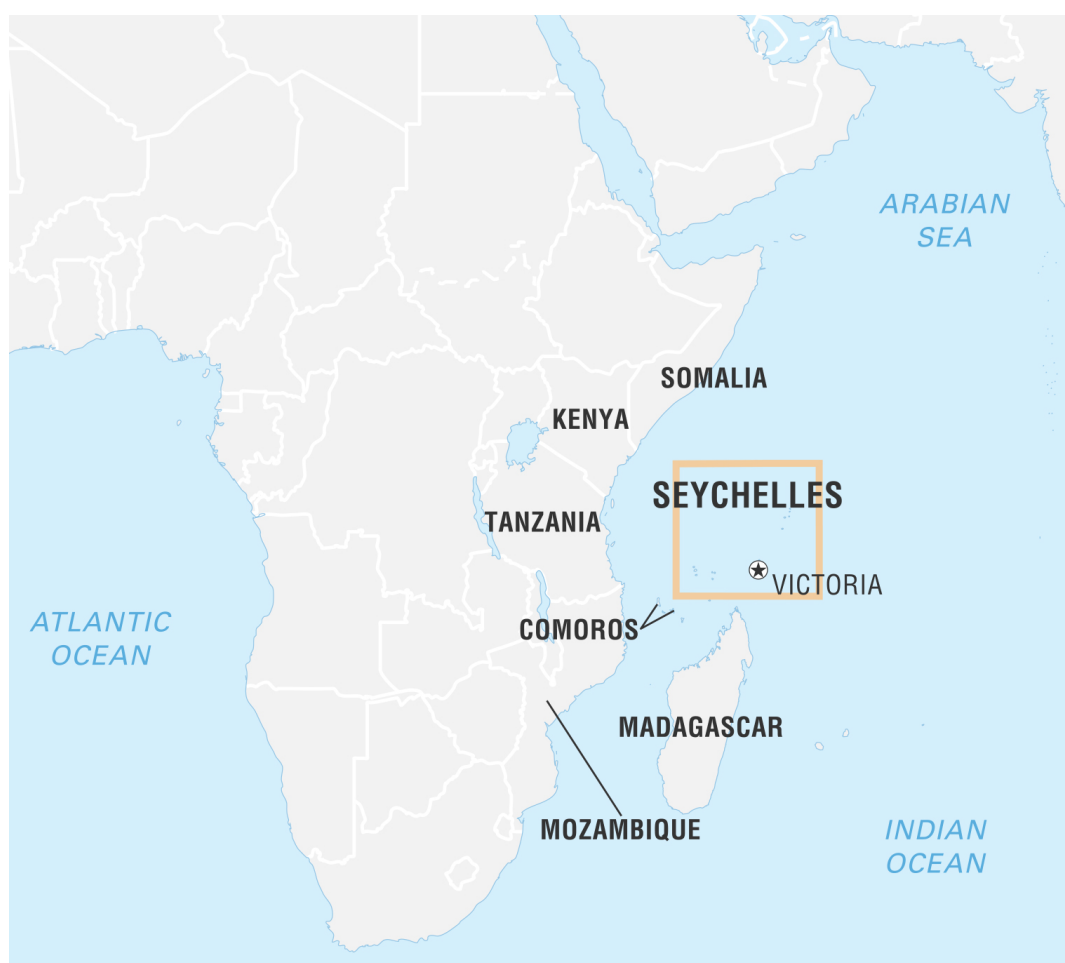 ARABIAN
SEA
SOMALIA
KENYA
SEYCHELLES
TANZANIA
VICTORIA
ATLANTIC
OCEAN
COMOROS
MADAGASCAR
MOZAMBIQUE
INDIAN
OCEAN